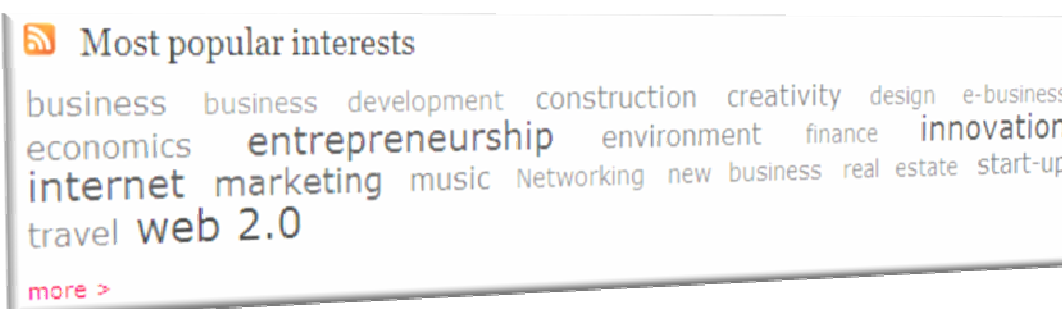 Most popular interests
business business development construction creativity design e-business
economics entrepreneurship environment finance innovation
internet marketing music Networking new business real estate start-up
travel web 2.0
more >